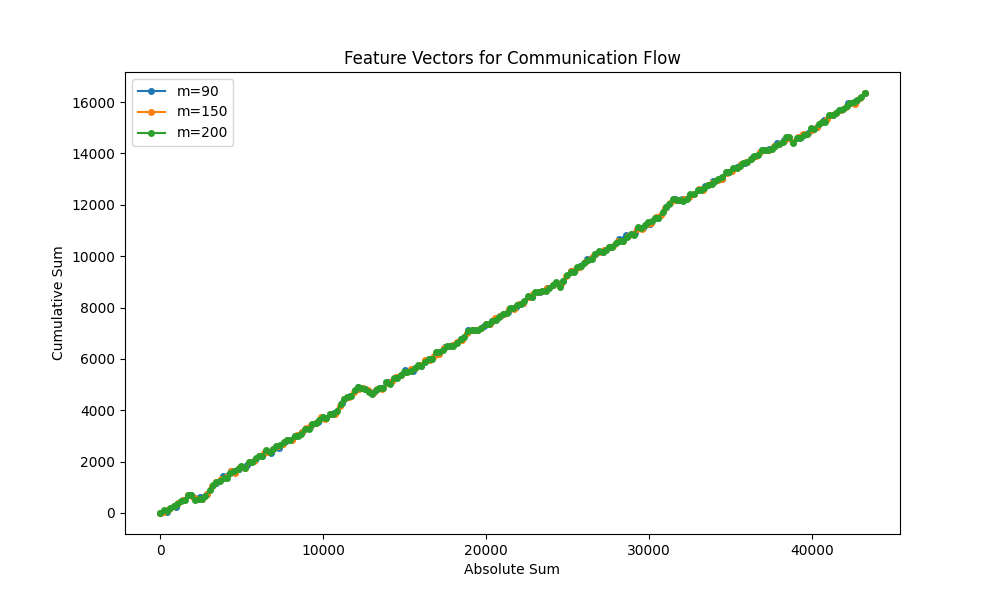 Feature Vectors for Communication Flow
m=90
m=150
m=200
Cumulative Sum
16000
14000
12000
10000
8000
6000
4000
2000
0
0 10000 20000 30000 40000
Absolute Sum